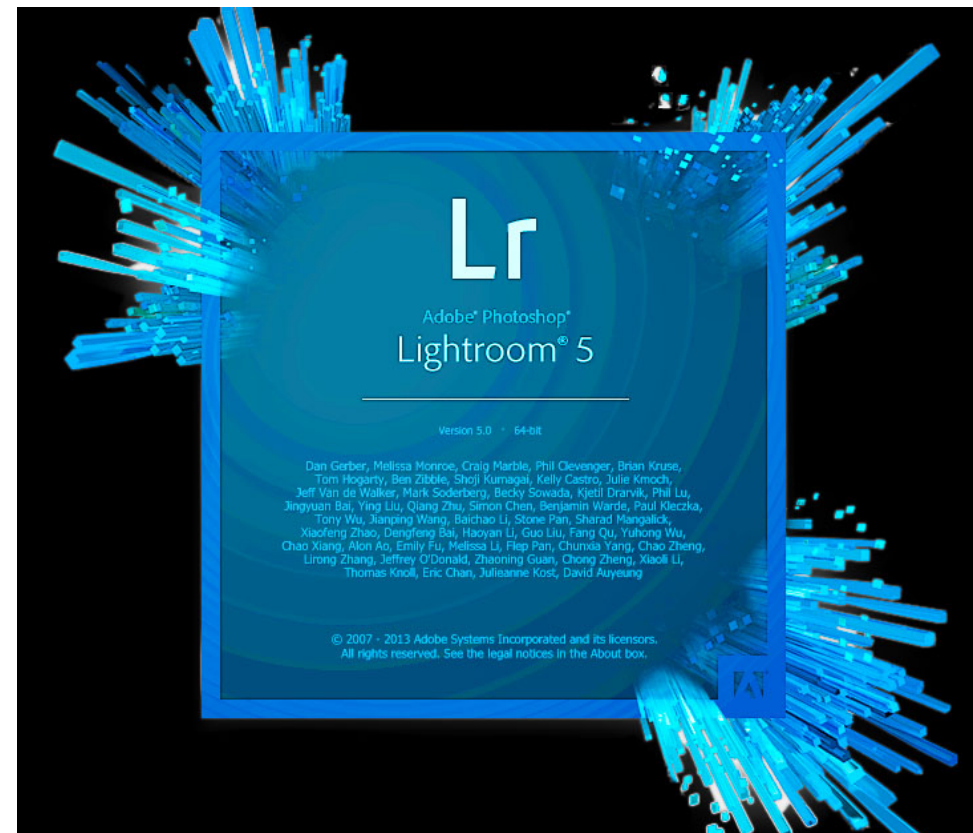 Lr
Adobe® Photoshop®
Lightroom® 5
Version 5.0 • 64-bit
Dan Gerber, Melissa Monroe, Craig Marble, Phil Clevenger, Brian Kruse,
Tom Hogarty, Ben Zibble, Shoji Kumagai, Kelly Castro, Julie Kmoch,
Jeff Van de Walker, Mark Soderberg, Becky Sowada, Kjetil Drarvik, Phil Lu,
Jingyuan Bai, Ying Liu, Qiang Zhu, Simon Chen, Benjamin Warde, Paul Kleczka,
Tony Wu, Jianping Wang, Baichao Li, Stone Pan, Sharad Mangalick,
Xiaofeng Zhao, Dengfeng Bai, Haoyan Li, Guo Liu, Fang Qu, Yuhong Wu,
Chao Xiang, Alon Ao, Emily Fu, Melissa Li, Flep Pan, Chunxia Yang, Chao Zheng,
Lirong Zhang, Jeffrey O'Donald, Zhaoning Guan, Chong Zheng, Xiaoli Li,
Thomas Knoll, Eric Chan, Julieanne Kost, David Auyeung
© 2007 - 2013 Adobe Systems Incorporated and its licensors.
All rights reserved. See the legal notices in the About box.